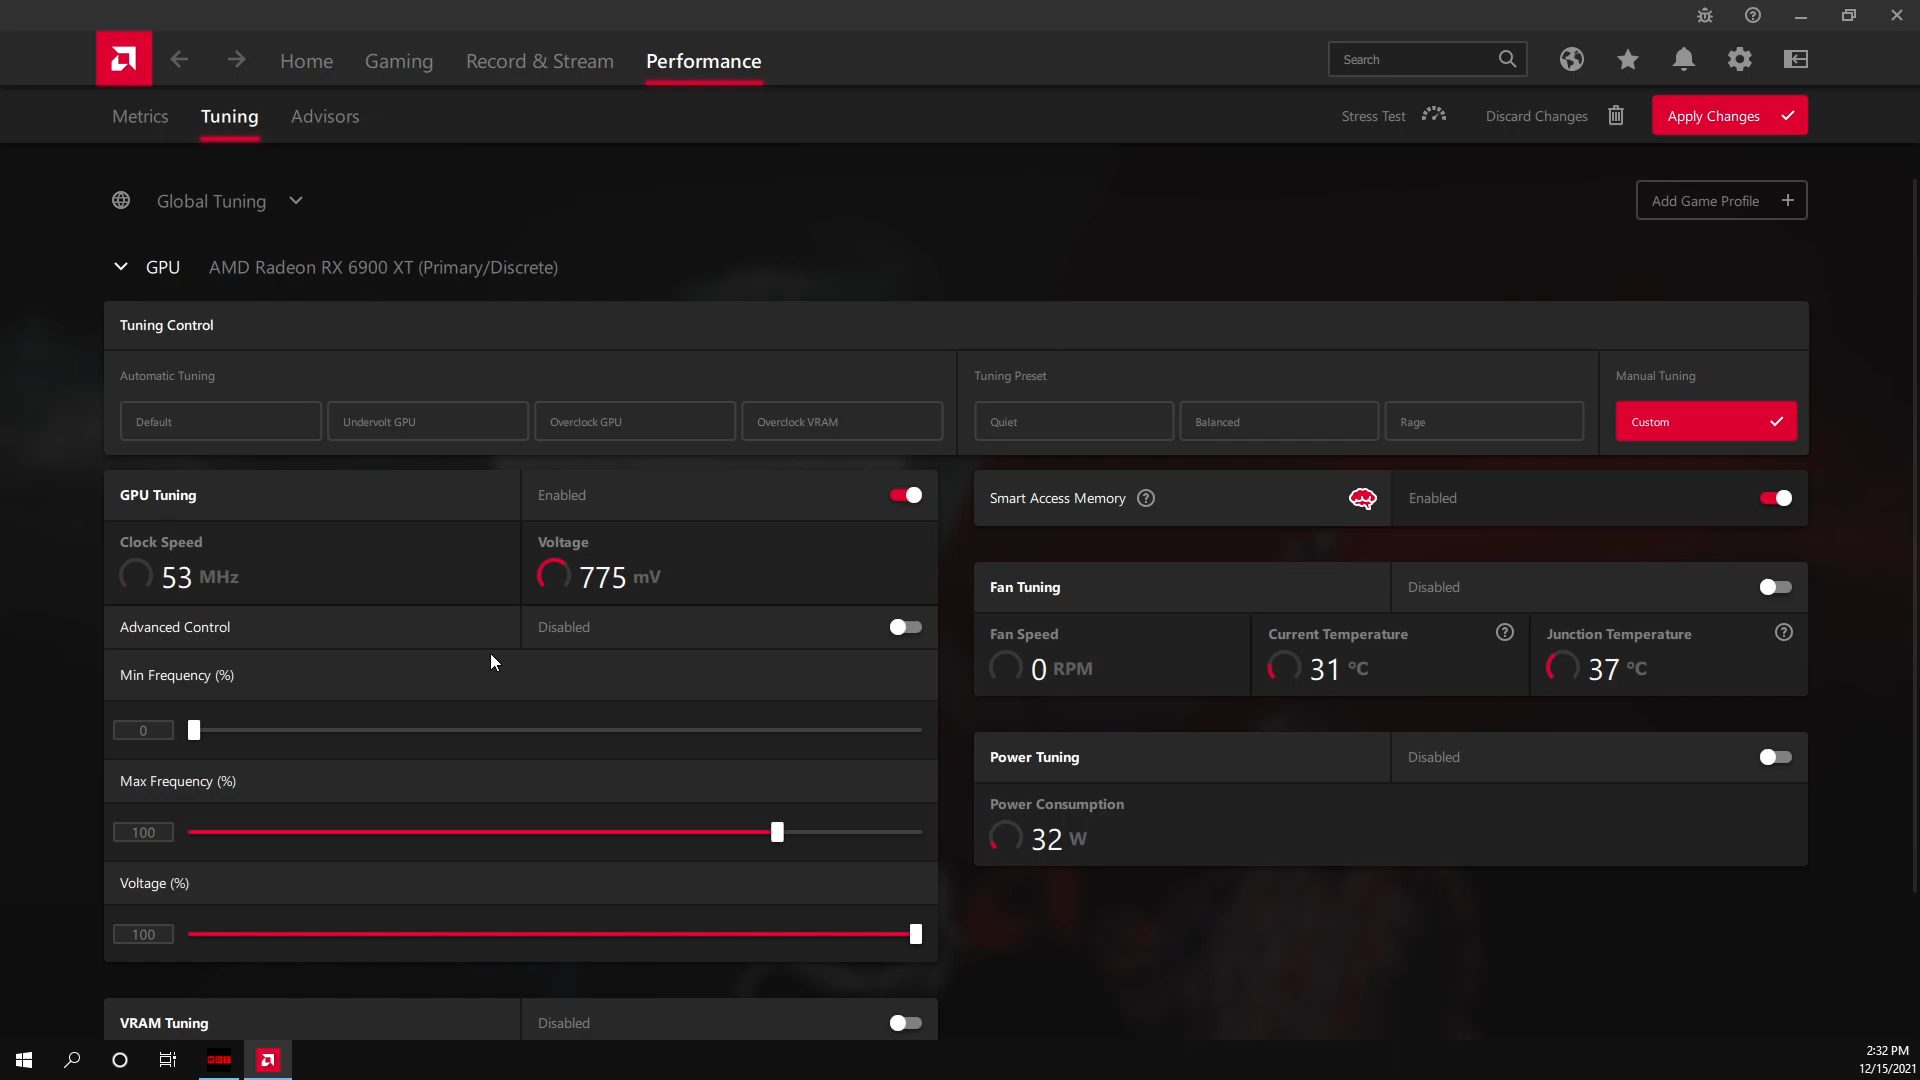 Home Gaming Record & Stream Performance Search
Metrics Tuning Advisors Stress Test Discard Changes Apply Changes
Global Tuning Add Game Profile
GPU AMD Radeon RX 6900 XT (Primary/Discrete)
Tuning Control
Automatic Tuning Tuning Preset Manual Tuning
Default Undervolt GPU Overclock GPU Overclock VRAM Quiet Balanced Rage Custom
GPU Tuning Enabled
Clock Speed Voltage
53 MHz 775 mV
Advanced Control Disabled
Min Frequency (%)
0
Max Frequency (%)
100
Voltage (%)
100
VRAM Tuning Disabled
Smart Access Memory Enabled
Fan Tuning Disabled
Fan Speed Current Temperature Junction Temperature
0 RPM 31 °C 37 °C
Power Tuning Disabled
Power Consumption
32 W
2:32 PM
12/15/2021